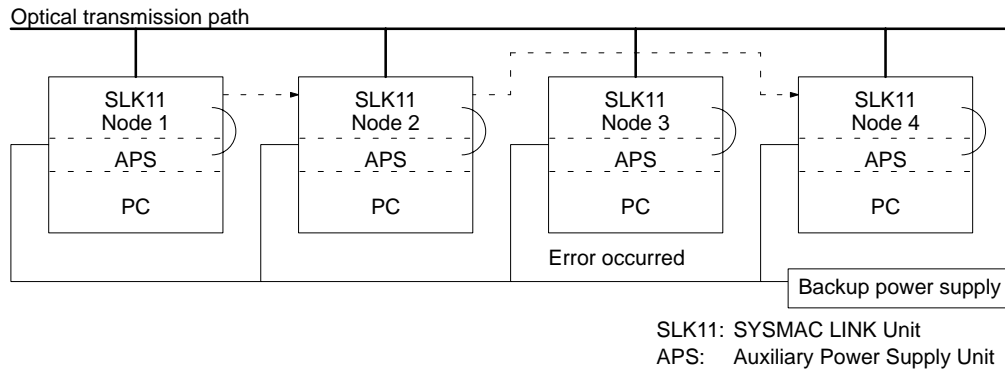 Optical transmission path
SLK11
Node 1
APS
PC
SLK11
Node 2
APS
PC
SLK11
Node 3
APS
PC
SLK11
Node 4
APS
PC
Error occurred
Backup power supply
SLK11: SYSMAC LINK Unit
APS: Auxiliary Power Supply Unit